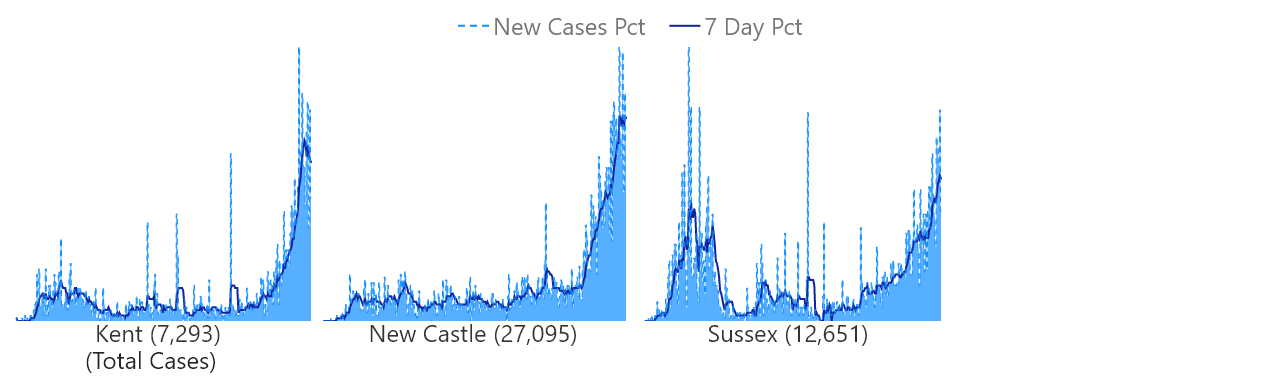 New Cases Pct 7 Day Pct
Kent (7,293) New Castle (27,095) Sussex (12,651)
(Total Cases)